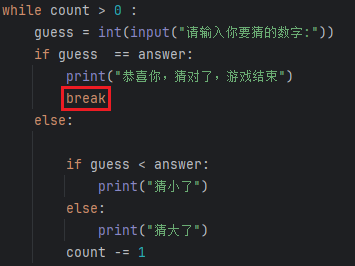 while count > 0 :
    guess = int(input("请输入你要猜的数字:"))
    if guess  == answer:
        print("恭喜你，猜对了，游戏结束")
        break
    else:
        if guess < answer:
            print("猜小了")
        else:
            print("猜大了")
        count -= 1